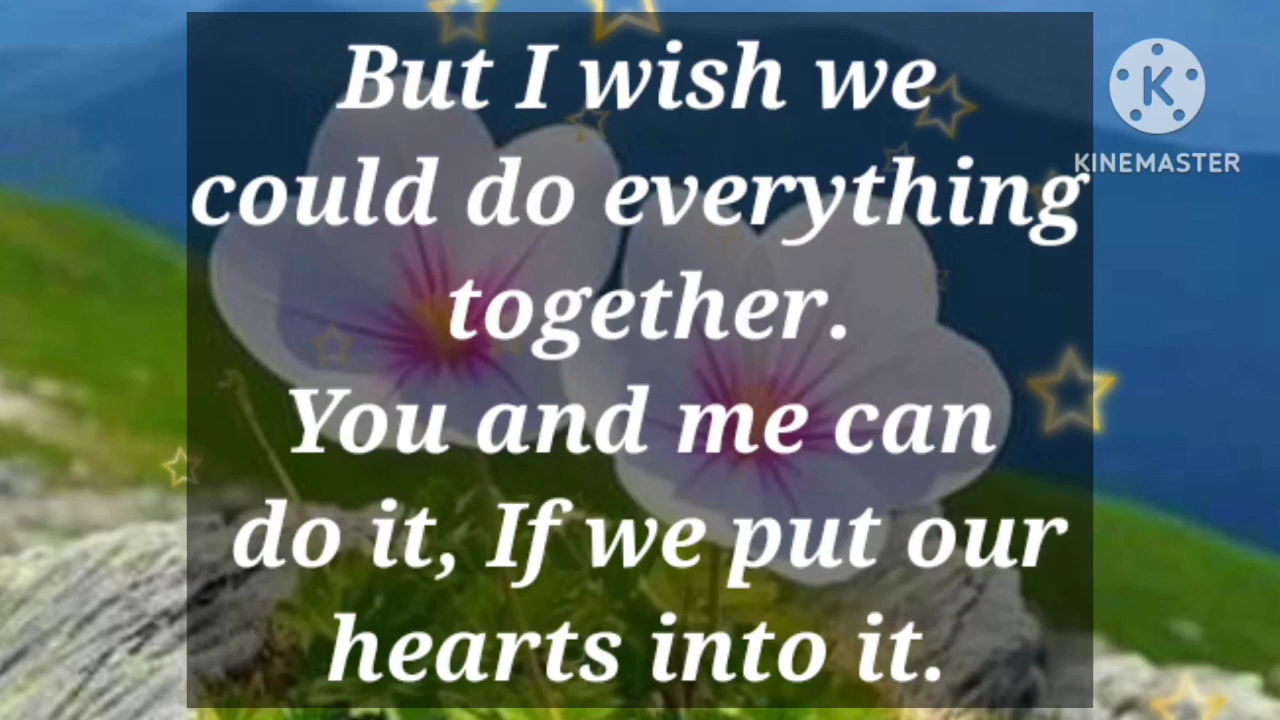 But I wish we
could do everything
together.
You and me can
do it, If we put our
hearts into it.
K
KINEMASTER